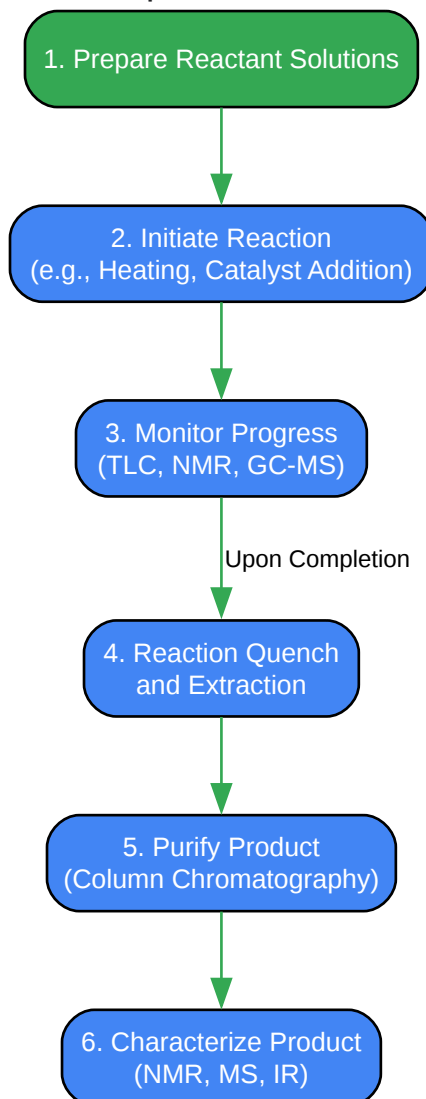 1. Prepare Reactant Solutions
2. Initiate Reaction
(e.g., Heating, Catalyst Addition)
3. Monitor Progress
(TLC, NMR, GC-MS)
Upon Completion
4. Reaction Quench
and Extraction
5. Purify Product
(Column Chromatography)
6. Characterize Product
(NMR, MS, IR)